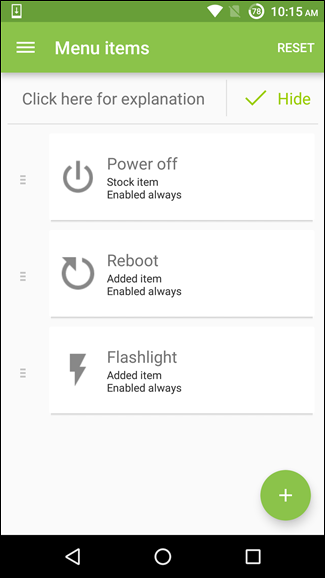 78 10:15 AM
Menu items RESET
Click here for explanation Hide
Power off
Stock item
Enabled always
Reboot
Added item
Enabled always
Flashlight
Added item
Enabled always
+